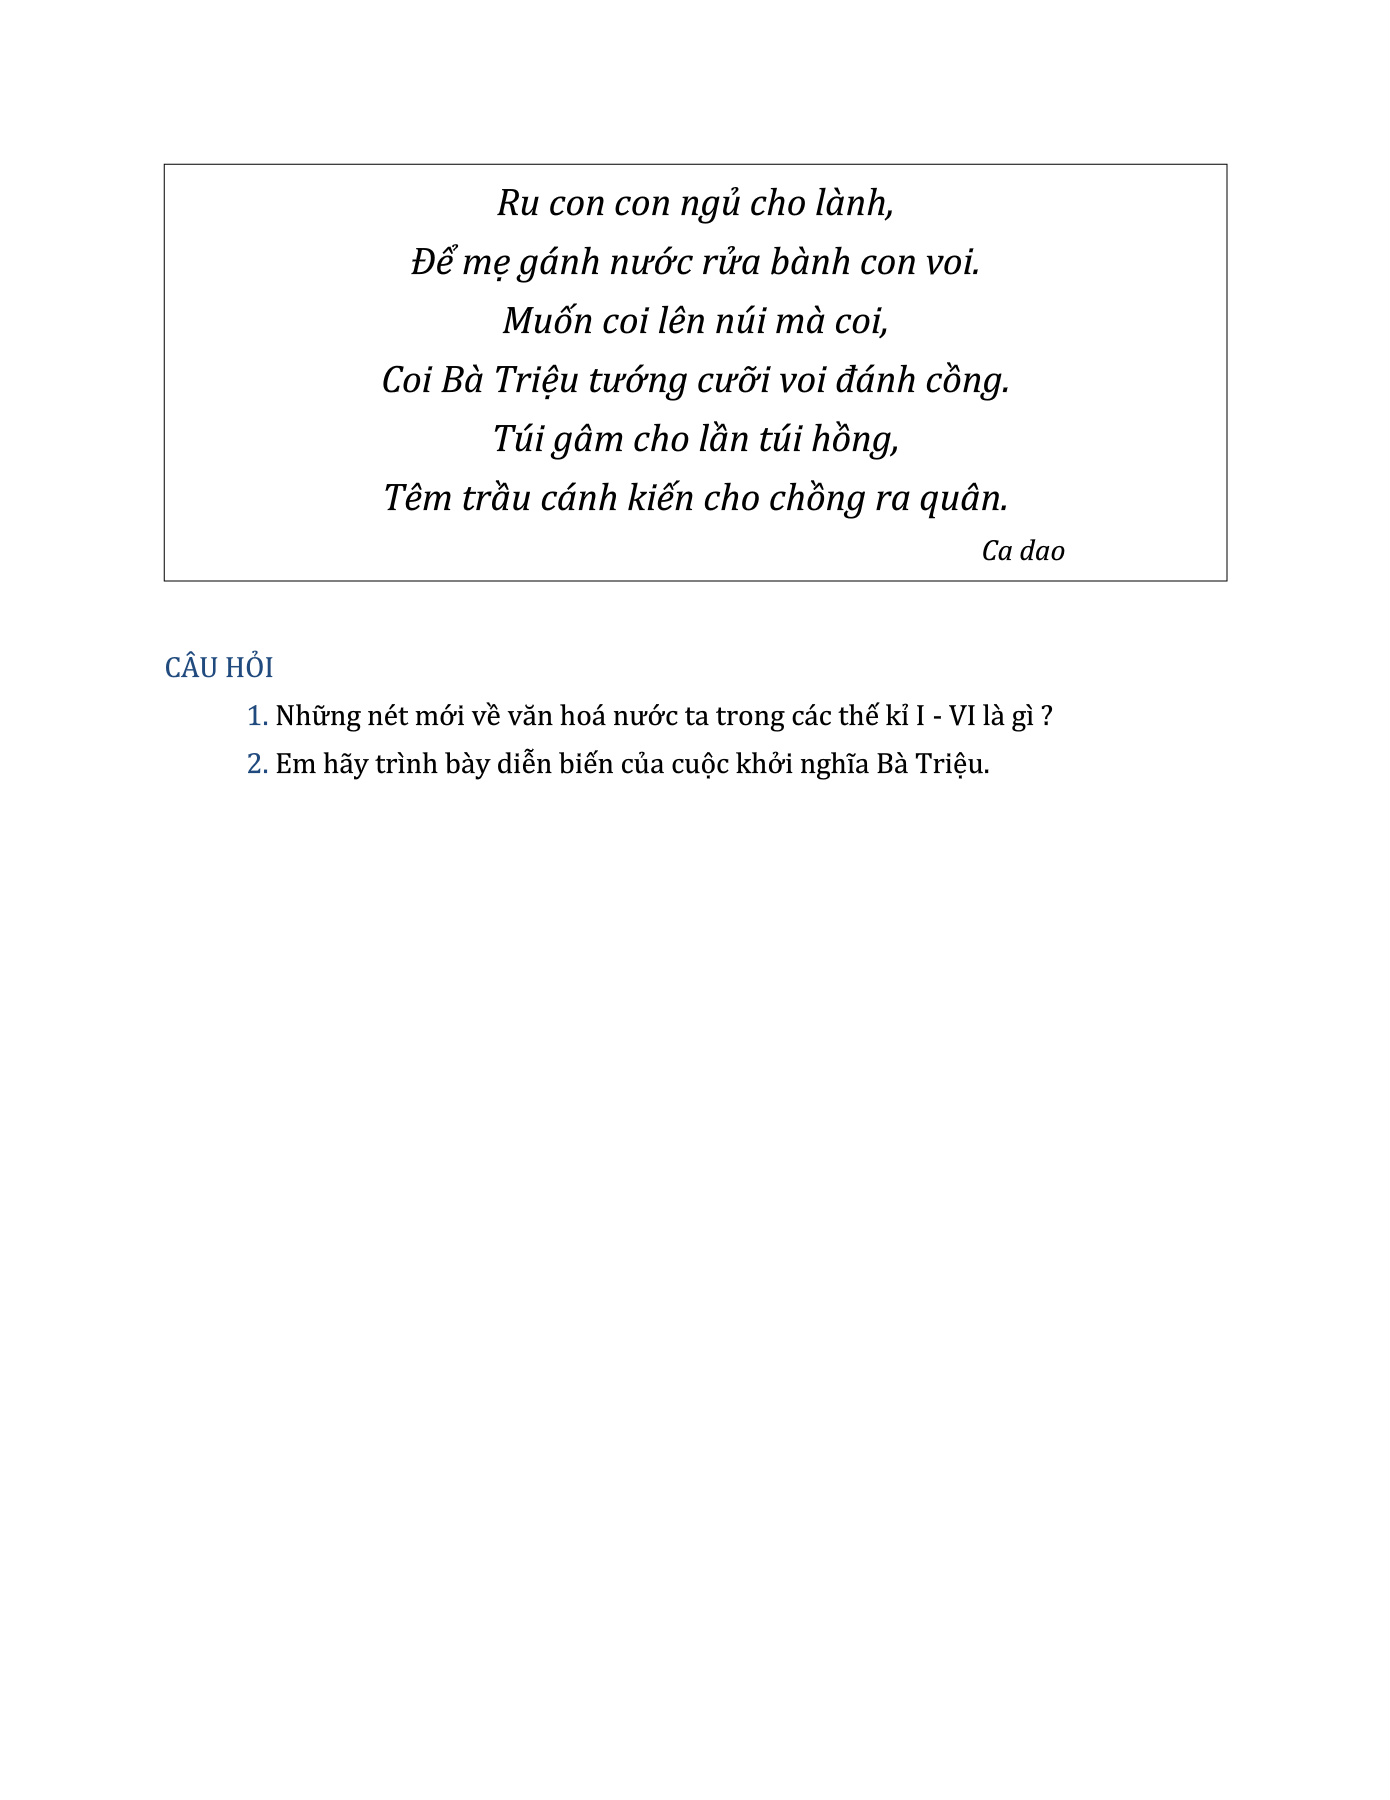 Ru con con ngủ cho lành,
Để mẹ gánh nước rửa bành con voi.
Muốn coi lên núi mà coi,
Coi Bà Triệu tướng cưỡi voi đánh cồng.
Túi gâm cho lần túi hồng,
Têm trầu cánh kiến cho chồng ra quân.
Ca dao
CÂU HỎI
1. Những nét mới về văn hoá nước ta trong các thế kỉ I - VI là gì ?
2. Em hãy trình bày diễn biến của cuộc khởi nghĩa Bà Triệu.